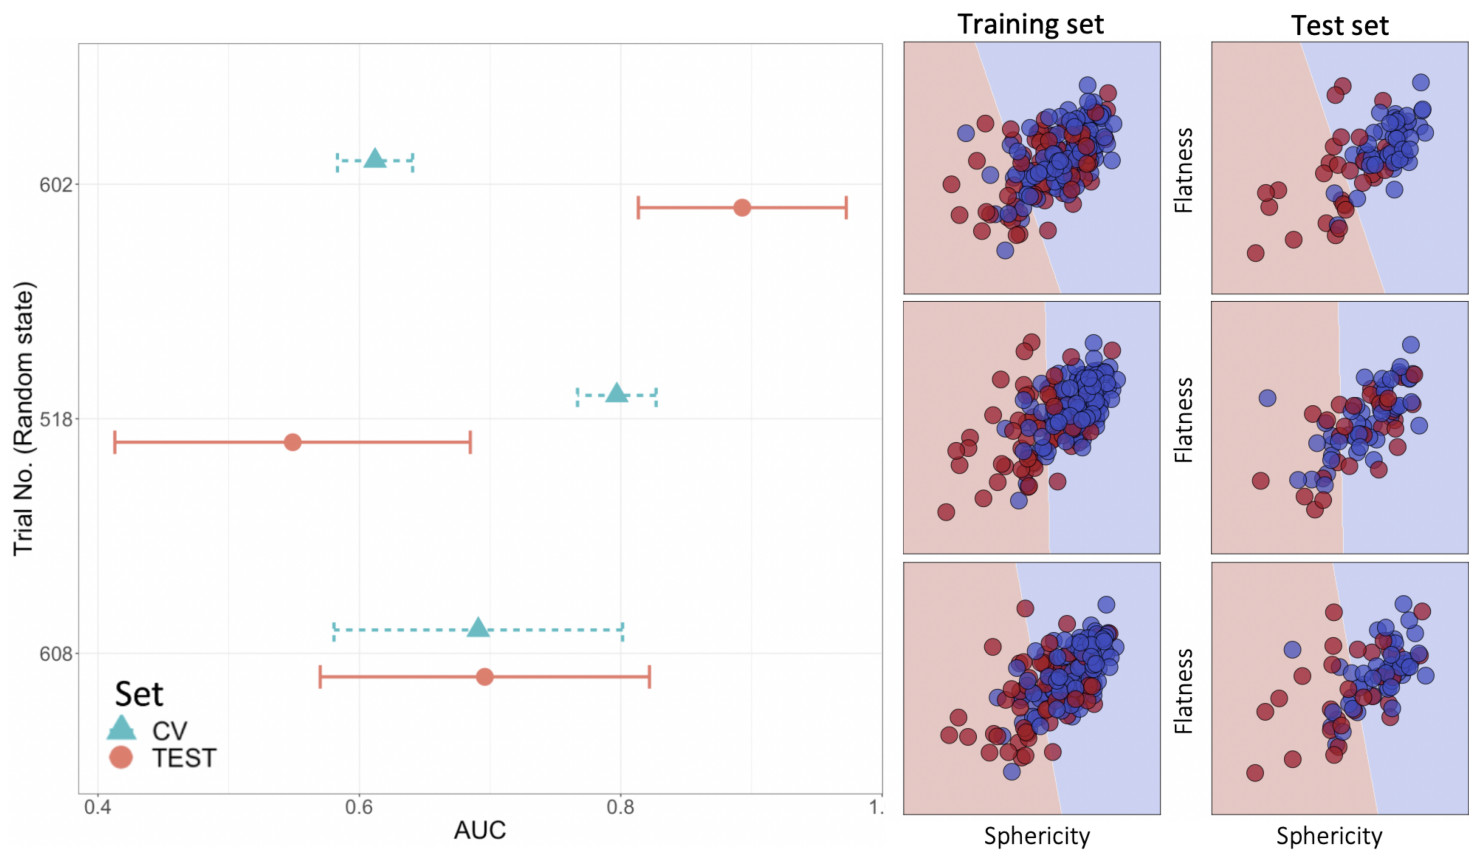 Training set
Test set
Trial No. (Random state)
602
518
608
Set
CV
TEST
0.4
0.6
0.8
1.
AUC
Flatness
Flatness
Flatness
Sphericity
Sphericity